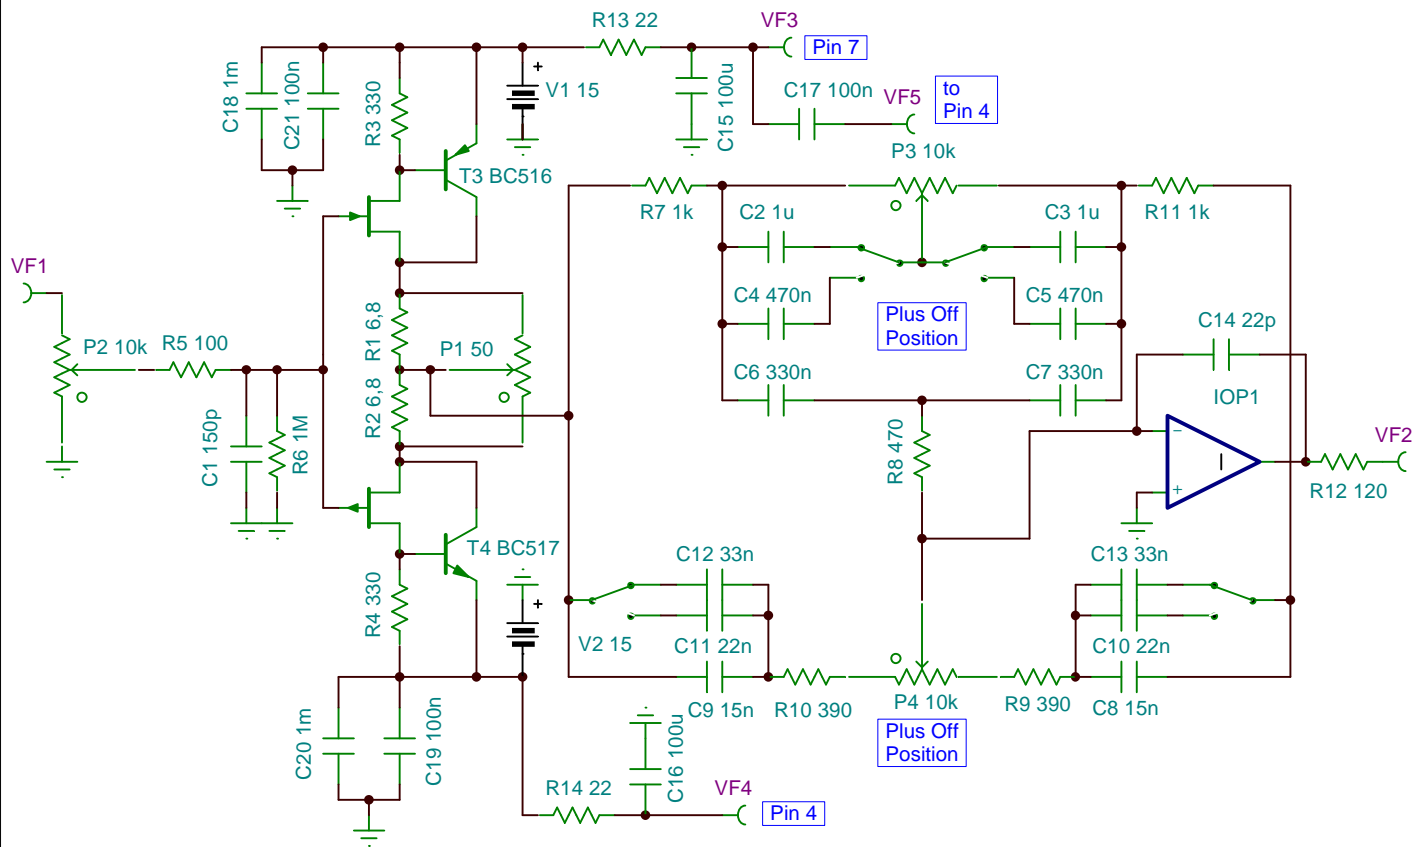 R13 22
VF3
Pin 7
C18 1m
C21 100n
R3 330
+
V1 15
C15 100u
C17 100n
VF5
to
Pin 4
T3 BC516
P3 10k
R7 1k
R11 1k
C2 1u
C3 1u
VF1
C4 470n
C5 470n
Plus Off
Position
R1 6,8
P1 50
P2 10k
R5 100
C14 22p
C6 330n
C7 330n
IOP1
R2 6,8
C1 150p
R6 1M
R8 470
-
+
VF2
R12 120
T4 BC517
C12 33n
C13 33n
R4 330
+
V2 15
C11 22n
C10 22n
C9 15n
R10 390
P4 10k
R9 390
C8 15n
Plus Off
Position
C20 1m
C19 100n
C16 100u
R14 22
VF4
Pin 4